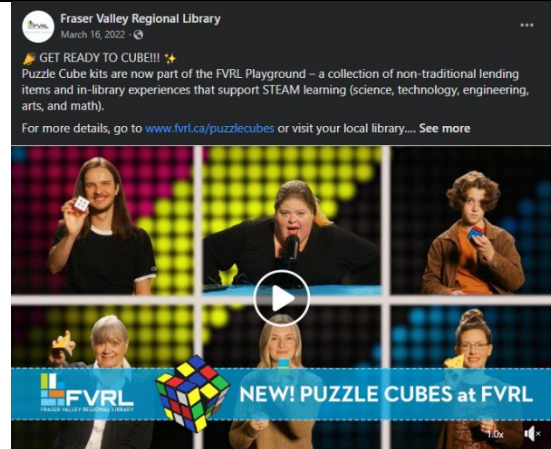 FVRL
Fraser Valley Regional Library
March 16, 2022 ·
GET READY TO CUBE!!!
Puzzle Cube kits are now part of the FVRL Playground – a collection of non-traditional lending
items and in-library experiences that support STEAM learning (science, technology, engineering,
arts, and math).
For more details, go to www.fvrl.ca/puzzlecubes or visit your local library.... See more
FVRL
FRASER VALLEY REGIONAL LIBRARY
NEW! PUZZLE CUBES at FVRL
1.0x